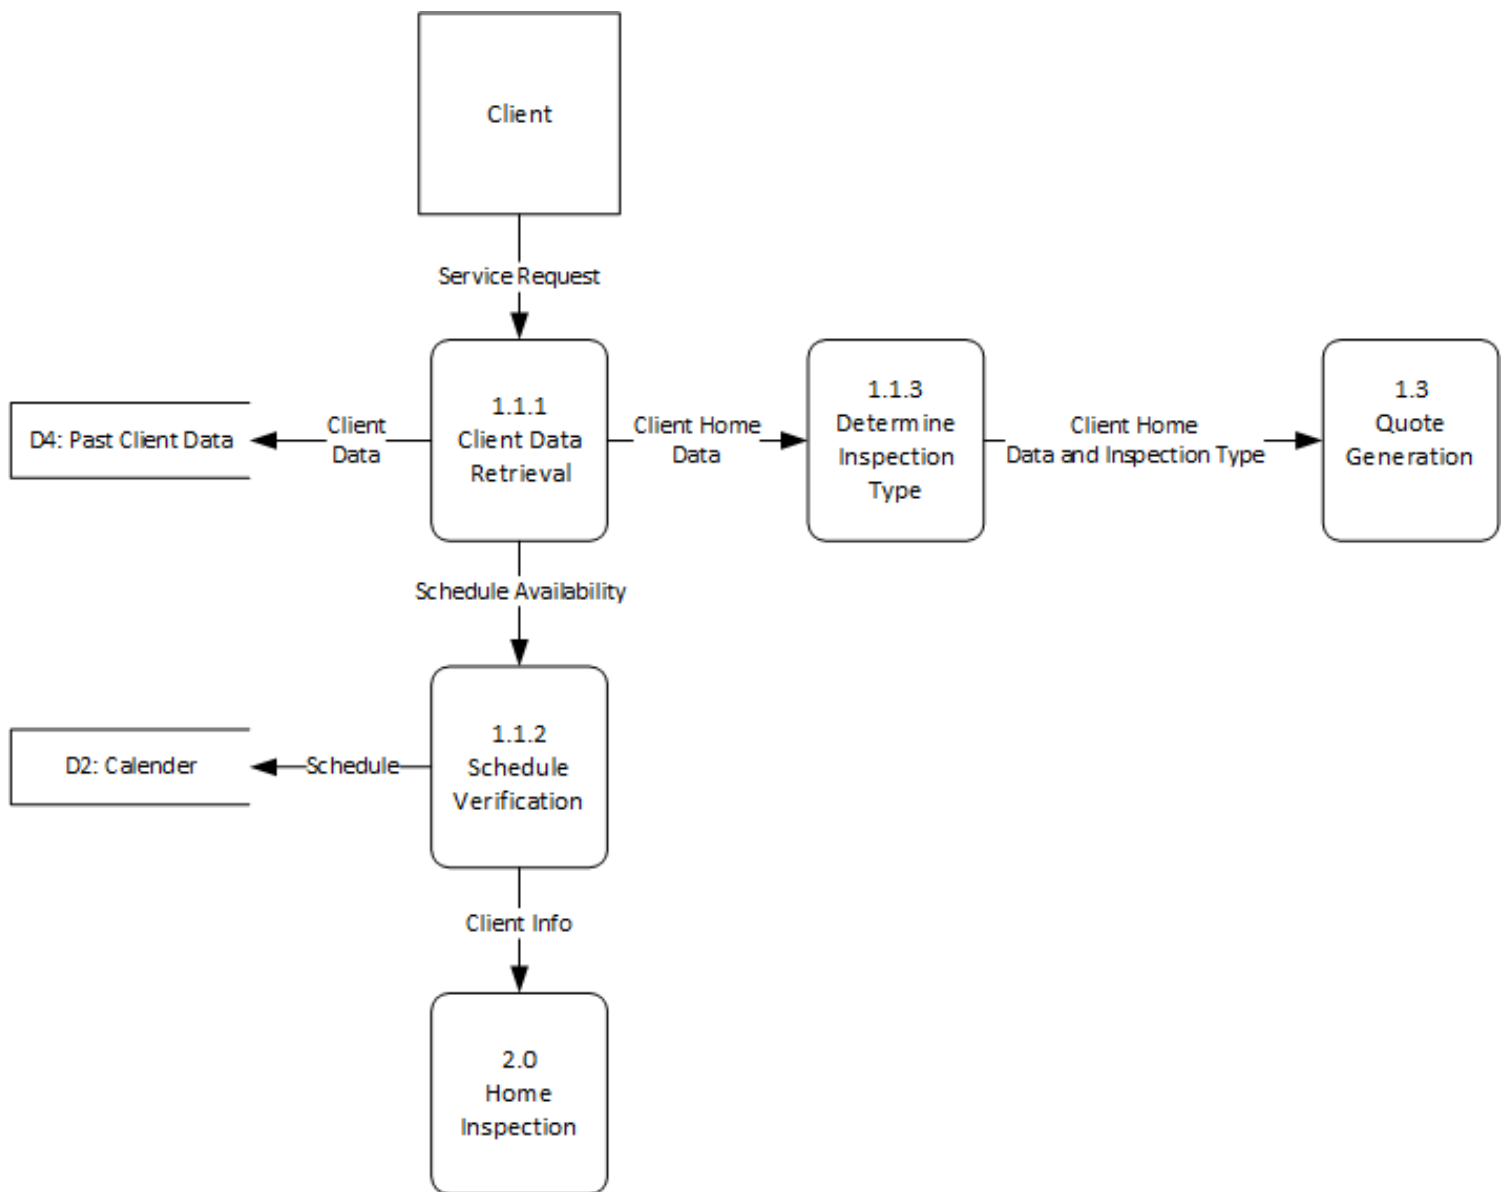 Client
Service Request
D4: Past Client Data
Client
Data
1.1.1
Client Data
Retrieval
Client Home
Data
1.1.3
Determine
Inspection
Type
Client Home
Data and Inspection Type
1.3
Quote
Generation
Schedule Availability
D2: Calender
Schedule
1.1.2
Schedule
Verification
Client Info
2.0
Home
Inspection